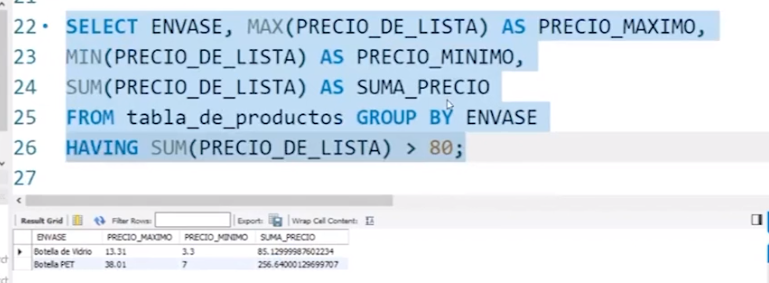 22 SELECT ENVASE, MAX(PRECIO_DE_LISTA) AS PRECIO_MAXIMO,
23 MIN(PRECIO_DE_LISTA) AS PRECIO_MINIMO,
24 SUM(PRECIO_DE_LISTA) AS SUMA_PRECIO
25 FROM tabla_de_productos GROUP BY ENVASE
26 HAVING SUM(PRECIO_DE_LISTA) > 80;
27
Result Grid Filter Rows: Export: Wrap Cell Content:
ENVASE PRECIO_MAXIMO PRECIO_MINIMO SUMA_PRECIO
Botella de Vidrio 13.31 3.3 85.12999987602234
Botella PET 38.01 7 256.64000129699707